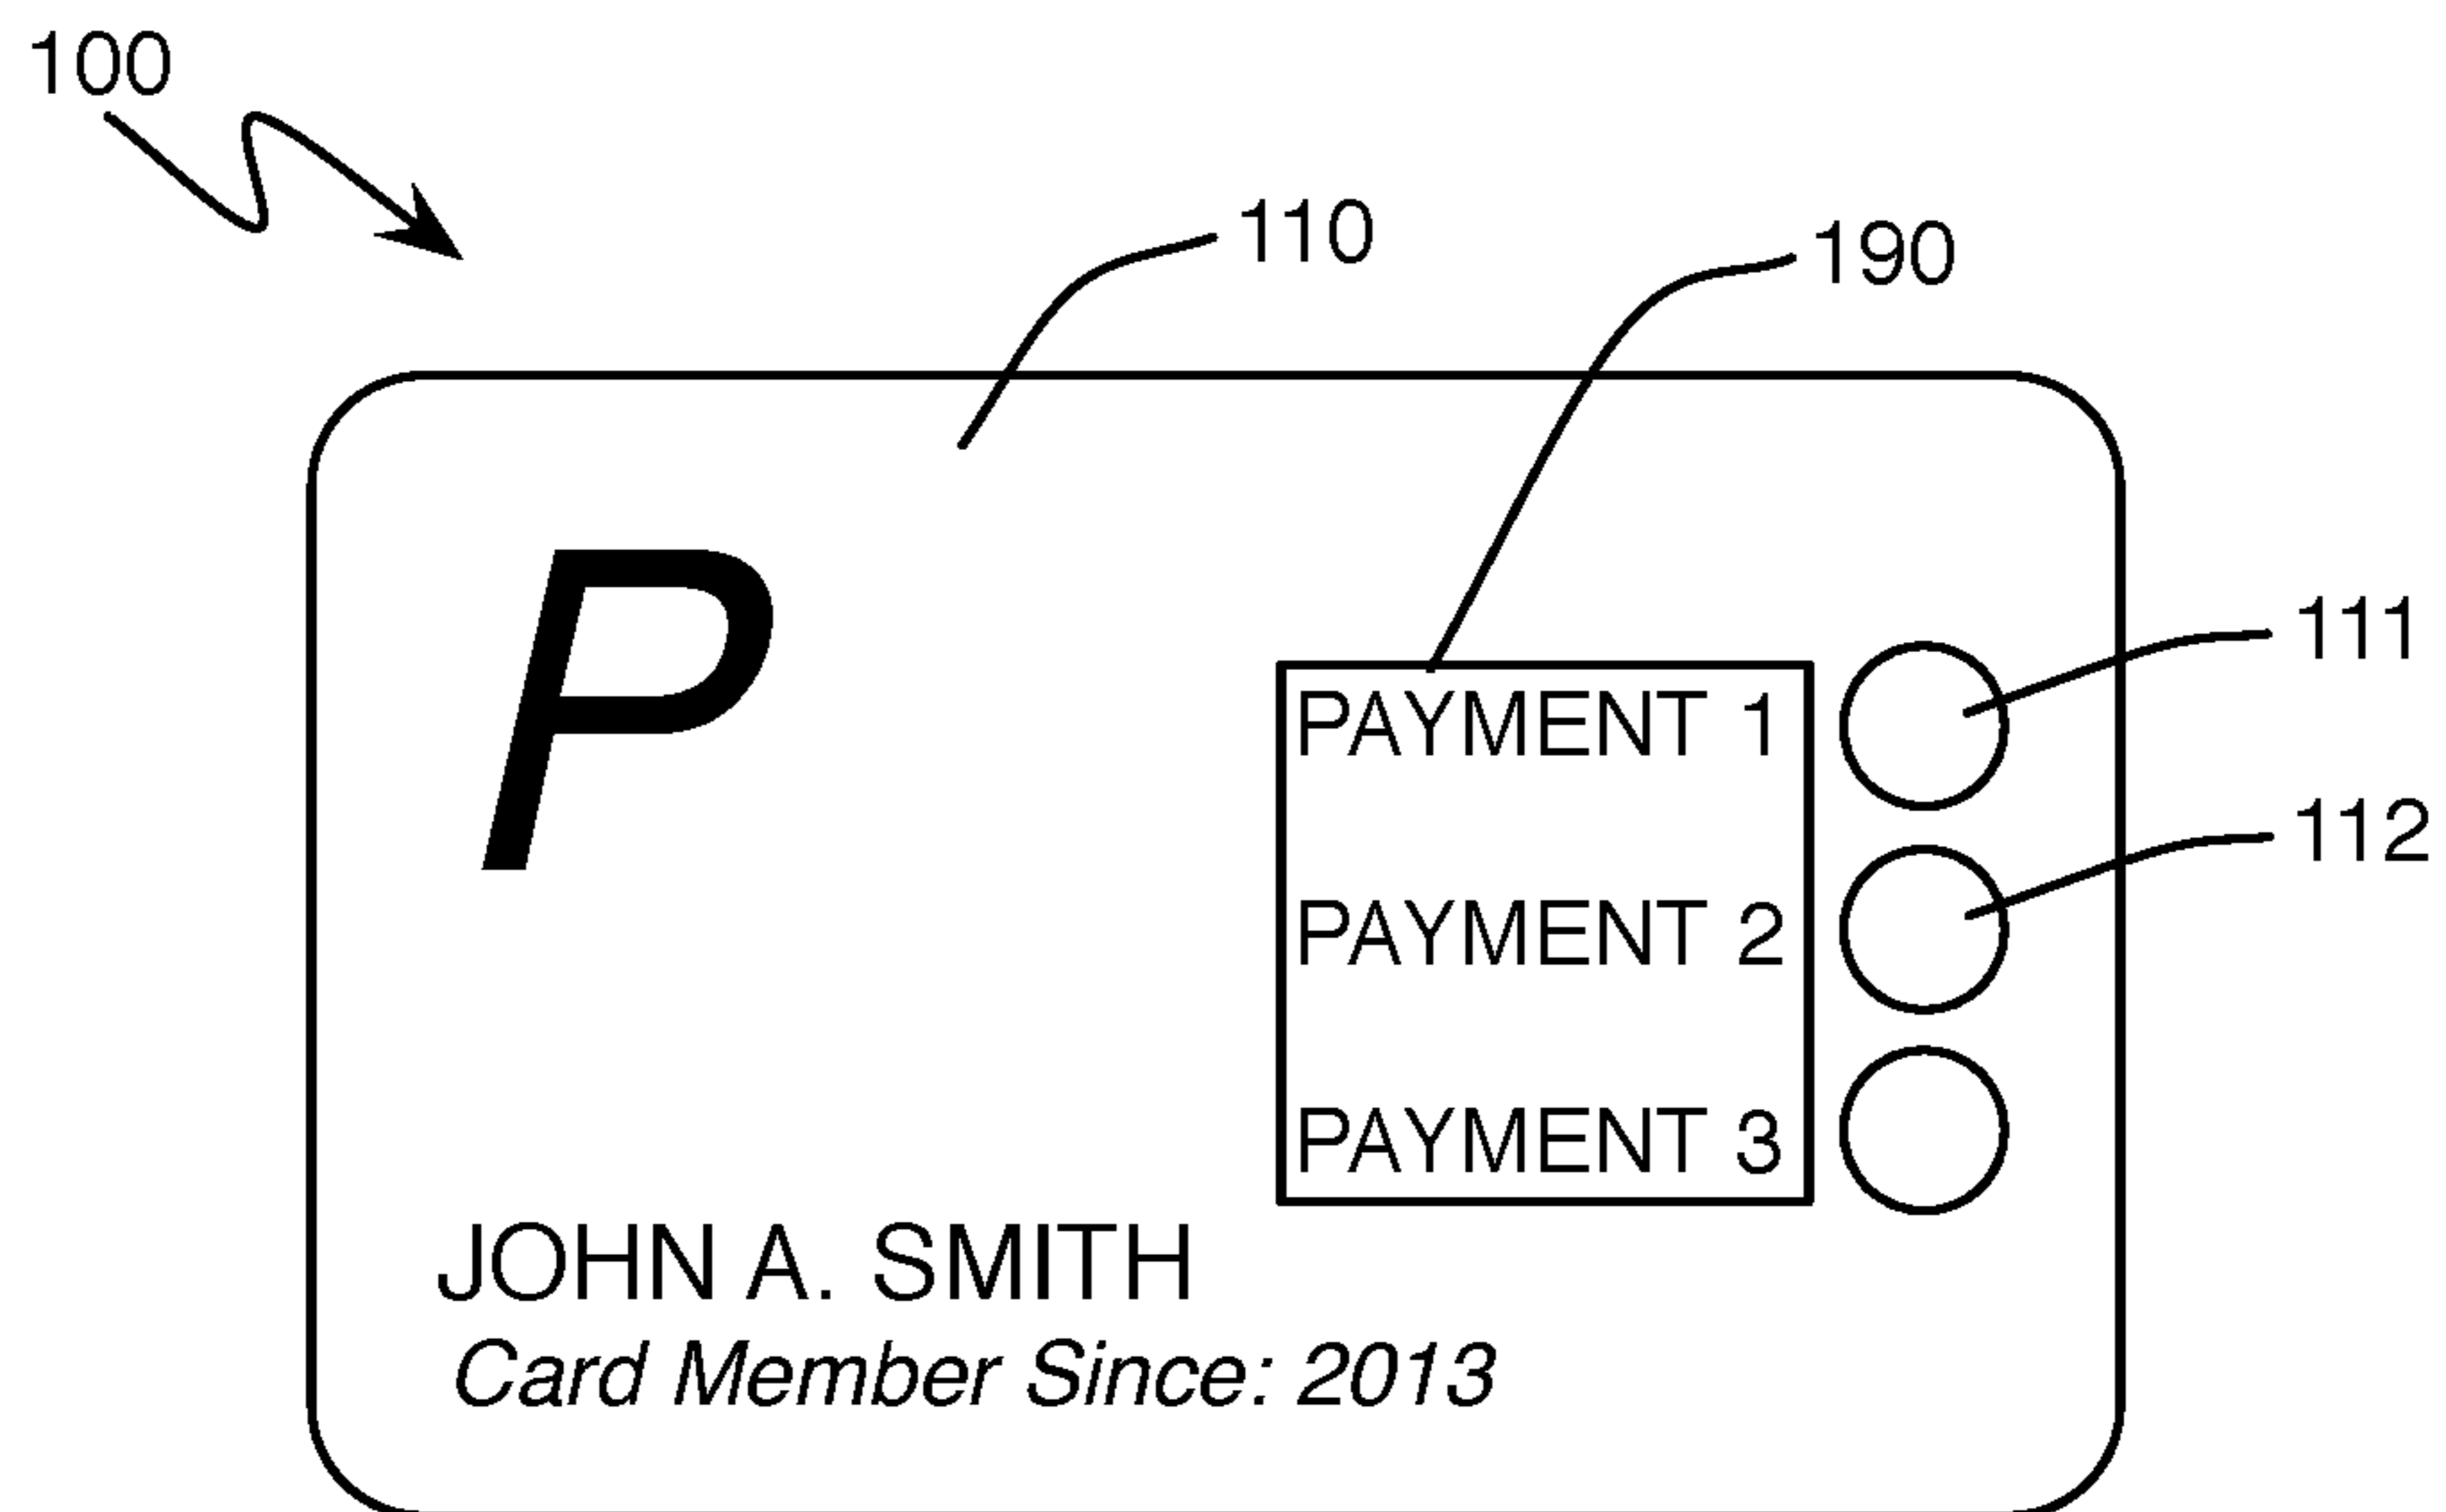 100
110
190
P
111
PAYMENT 1
112
PAYMENT 2
PAYMENT 3
JOHN A. SMITH
Card Member Since: 2013